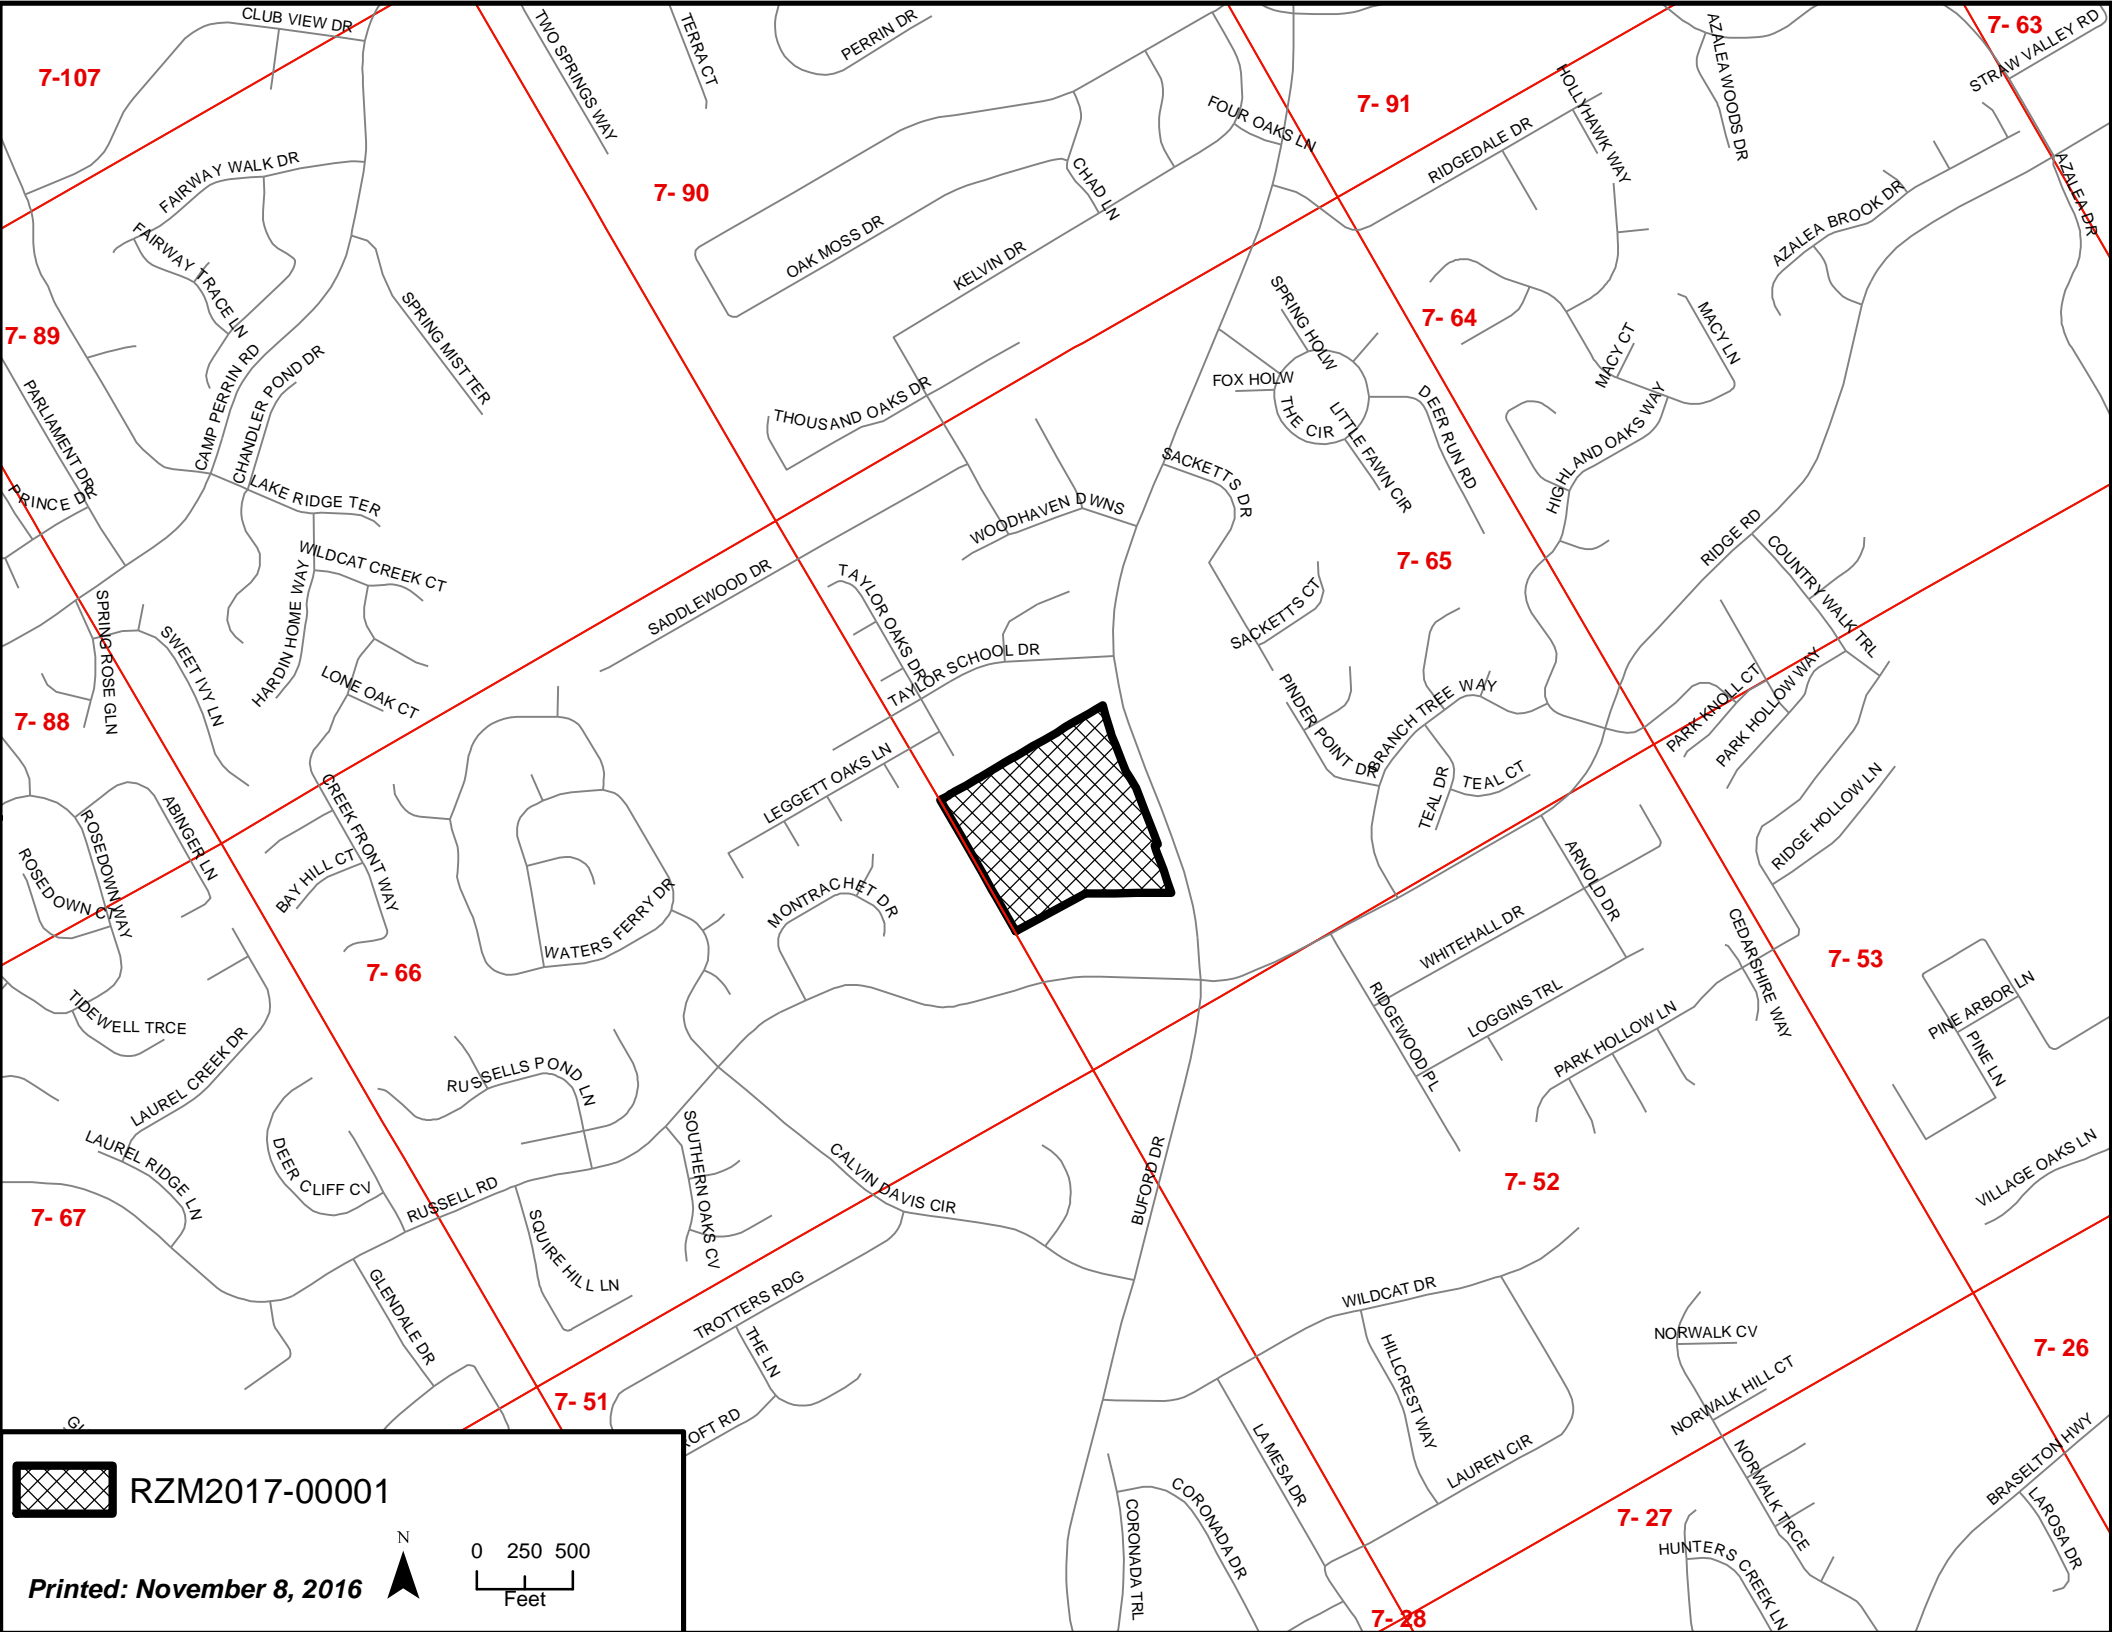 CLUB VIEW DR
TWO SPRINGS WAY
TERRA CT
PERRIN DR
AZALEA WOODS DR
7- 63
STRAW VALLEY RD
7-107
7- 91
FOUR OAKS LN
HOLLYHAWK WAY
RIDGEDALE DR
FAIRWAY WALK DR
7- 90
CHAD LN
AZALEA DR
AZALEA BROOK DR
FAIRWAY TRACE LN
OAK MOSS DR
KELVIN DR
SPRING MIST TER
SPRING HOLW
7- 64
MACY CT
MACY LN
7- 89
PARLIAMENT DR
CAMP PERRIN RD
CHANDLER POND DR
FOX HOLW
THE CIR
LITTLE FAWN CIR
DEER RUN RD
THOUSAND OAKS DR
HIGHLAND OAKS WAY
SACKETTS DR
PRINCE DR
LAKE RIDGE TER
WOODHAVEN DWNS
RIDGE RD
COUNTRY WALK TRL
WILDCAT CREEK CT
7- 65
TAYLOR OAKS DR
SADDLEWOOD DR
SACKETTS CT
SPRING ROSE GLN
SWEET IVY LN
HARDIN HOME WAY
LONE OAK CT
TAYLOR SCHOOL DR
PINDER POINT DR
BRANCH TREE WAY
PARK KNOLL CT
PARK HOLLOW WAY
7- 88
LEGGETT OAKS LN
TEAL DR
TEAL CT
RIDGE HOLLOW LN
ABINGER LN
CREEK FRONT WAY
ROSEDOWN WAY
ROSEDOWN CT
BAY HILL CT
MONTRACHET DR
WATERS FERRY DR
ARNOLD DR
WHITEHALL DR
CEDARSHIRE WAY
7- 53
7- 66
RIDGEWOOD PL
LOGGINS TRL
PINE ARBOR LN
TIDEWELL TRCE
PARK HOLLOW LN
PINE LN
LAUREL CREEK DR
RUSSELLS POND LN
SOUTHERN OAKS CV
LAUREL RIDGE LN
DEER CLIFF CV
CALVIN DAVIS CIR
BUFORD DR
VILLAGE OAKS LN
7- 52
RUSSELL RD
7- 67
SQUIRE HILL LN
GLENDALE DR
TROTTERS RDG
WILDCAT DR
THE LN
HILLCREST WAY
NORWALK CV
7- 26
NORWALK HILL CT
7- 51
OFT RD
LA MESA DR
LAUREN CIR
NORWALK TRCE
BRASELTON HWY
LAROSA DR
CORONADA TRL
CORONADA DR
7- 27
HUNTERS CREEK LN
7- 28
RZM2017-00001
N
0 250 500
Feet
Printed: November 8, 2016